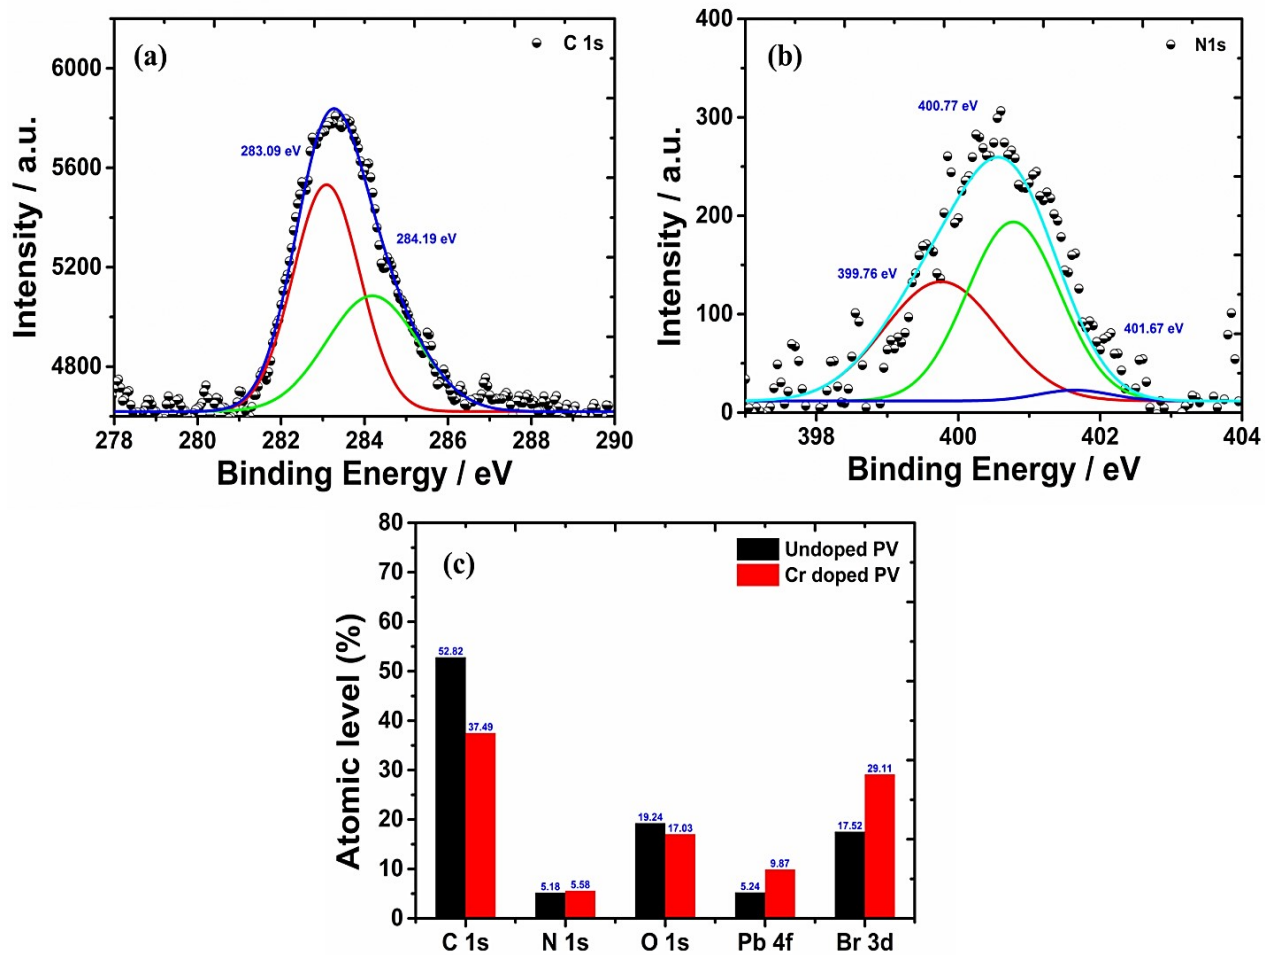 (a)
C 1s
6000
5600
5200
4800
283.09 eV
284.19 eV
278 280 282 284 286 288 290
Intensity / a.u.
Binding Energy / eV
(b)
N1s
400
300
200
100
0
400.77 eV
399.76 eV
401.67 eV
398 400 402 404
Intensity / a.u.
Binding Energy / eV
(c)
Undoped PV
Cr doped PV
80
70
60
50
40
30
20
10
0
Atomic level (%)
52.82
37.49
5.18 5.58
19.24
17.03
5.24
9.87
17.52
29.11
C 1s N 1s O 1s Pb 4f Br 3d